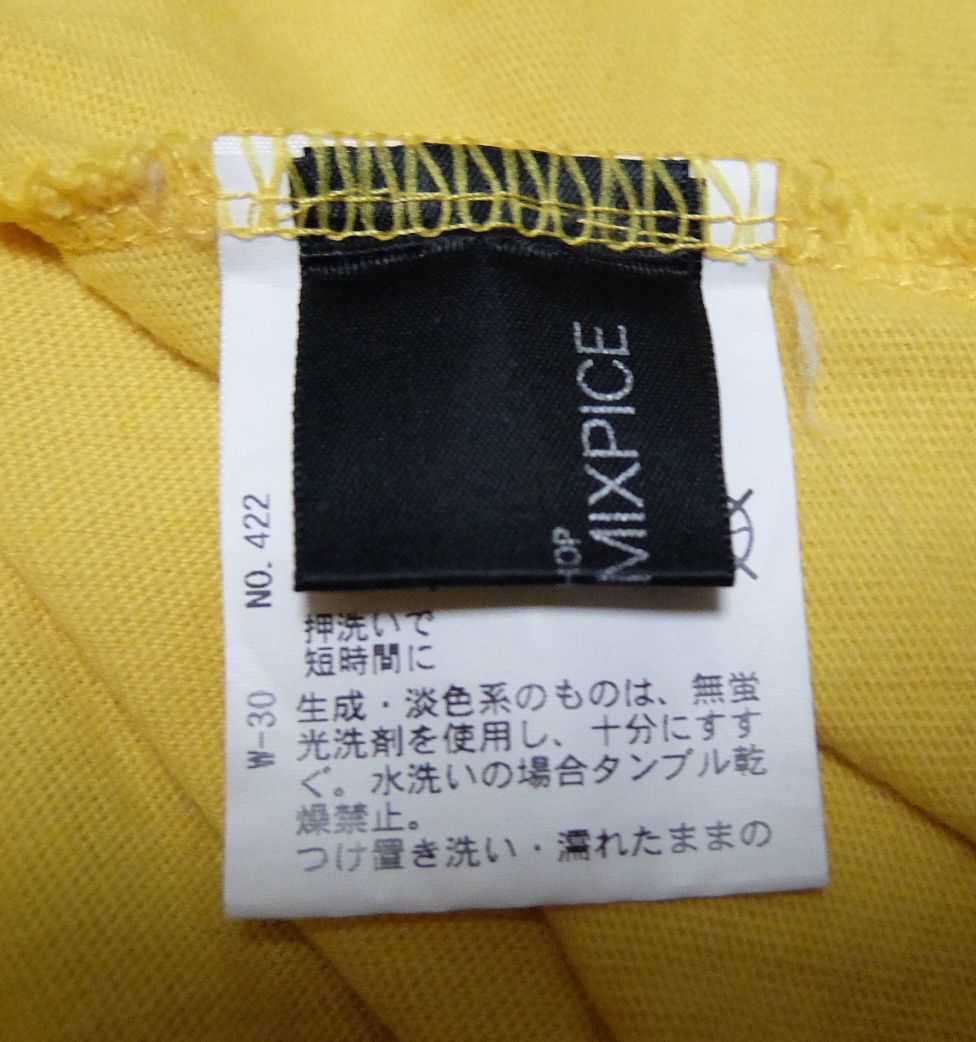 HOP
MIXPICE
NO. 422
W-30
押洗いで
短時間に
生成・淡色系のものは、無蛍
光洗剤を使用し、十分にすす
ぐ。水洗いの場合タンブル乾
燥禁止。
つけ置き洗い・濡れたままの